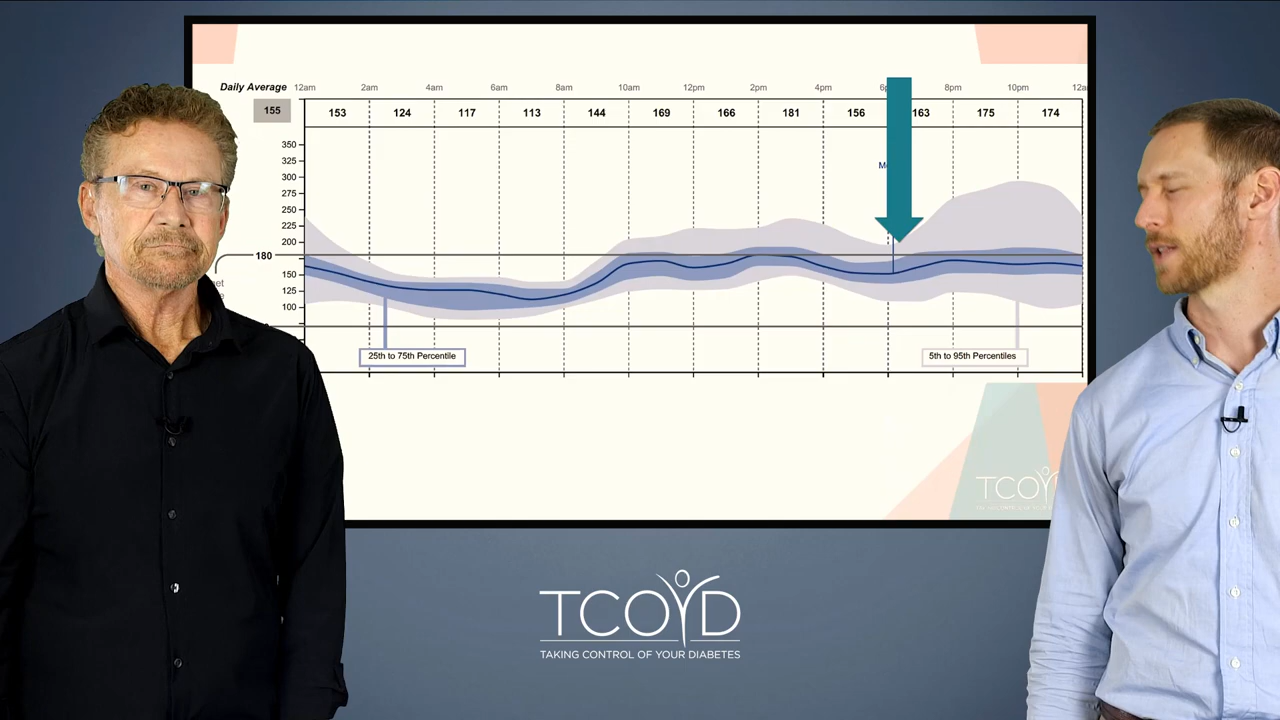 Daily Average 12am 2am 4am 6am 8am 10am 12pm 2pm 4pm 8pm 10pm
155 153 124 117 113 144 169 166 181 156 163 175 174
350
325
300
275
250
225
200
180
150
125
100
25th to 75th Percentile 5th to 95th Percentiles
TCOYD
TCOYD
TAKING CONTROL OF YOUR DIABETES